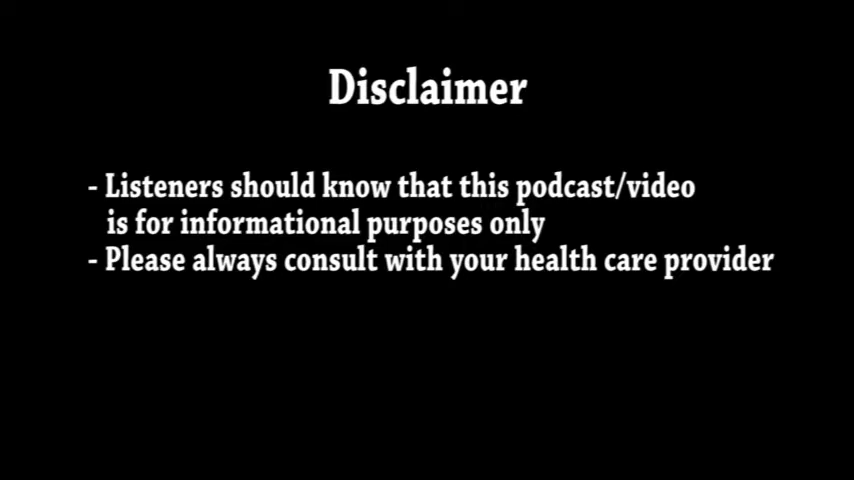 Disclaimer
- Listeners should know that this podcast/video
is for informational purposes only
- Please always consult with your health care provider